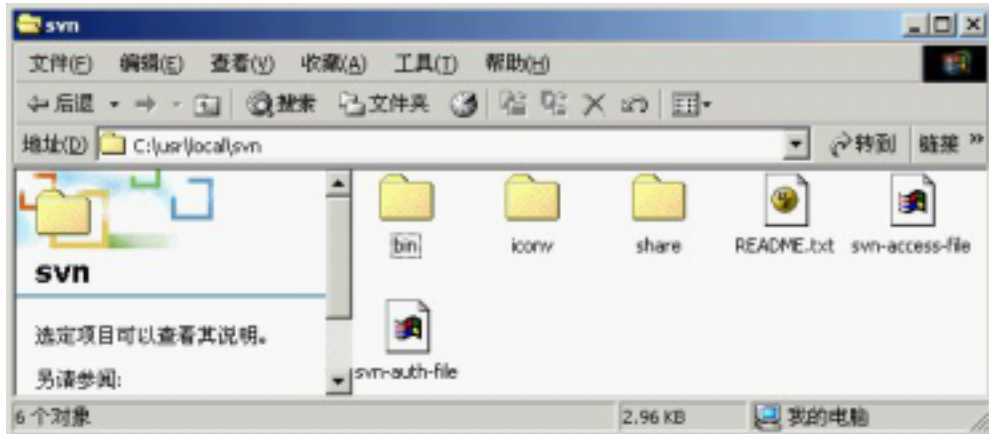 svn
文件(F) 编辑(E) 查看(V) 收藏(A) 工具(T) 帮助(H)
后退 搜索 文件夹
地址(D) C:\usr\local\svn 转到 链接 »
bin iconv share README.txt svn-access-file
svn
选定项目可以查看其说明。
svn-auth-file
另请参阅:
6 个对象 2.96 KB 我的电脑